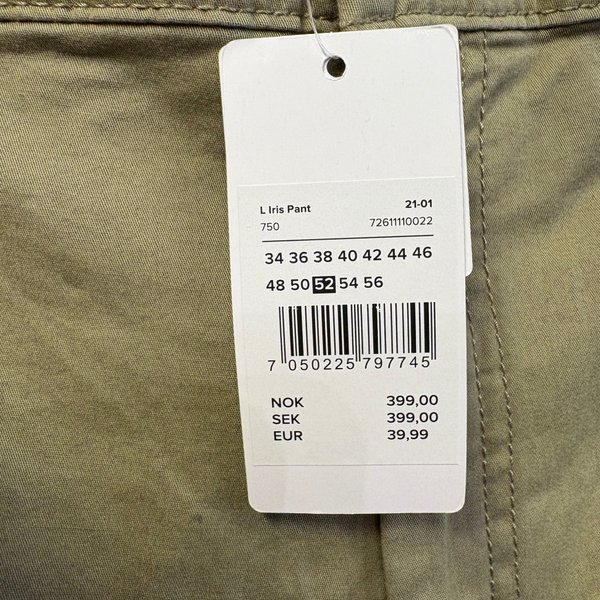 L Iris Pant 21-01
750 72611110022
34 36 38 40 42 44 46
48 50 52 54 56
7 050225 797745
NOK 399,00
SEK 399,00
EUR 39,99